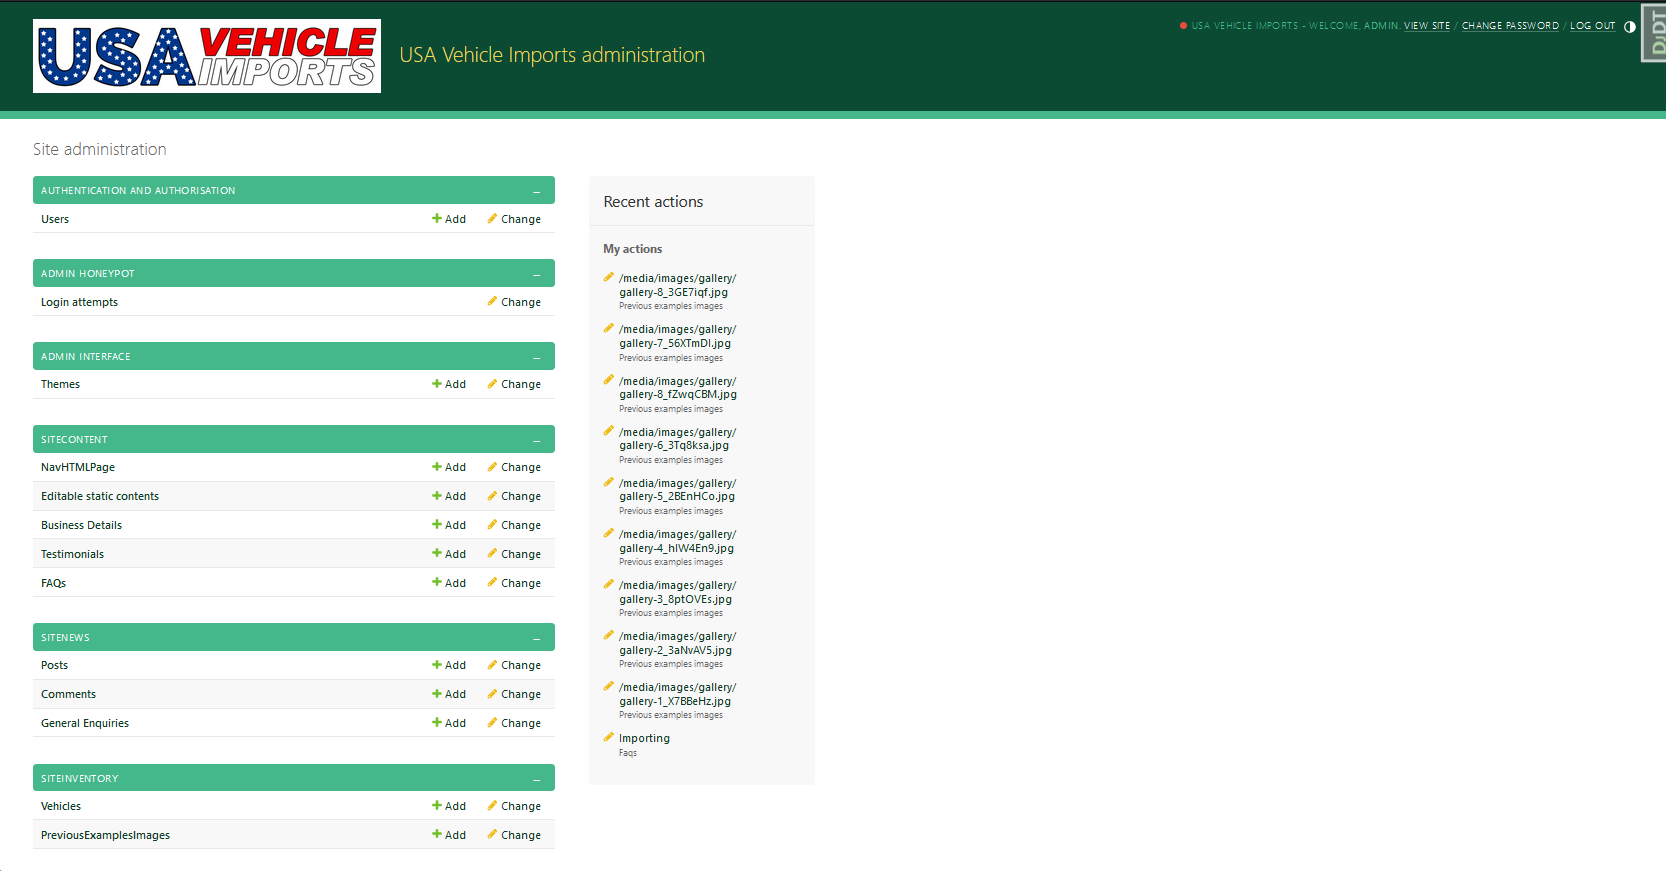 USA VEHICLE IMPORTS
USA Vehicle Imports administration
USA VEHICLE IMPORTS - WELCOME, ADMIN. VIEW SITE / CHANGE PASSWORD / LOG OUT
DjDT
Site administration
AUTHENTICATION AND AUTHORISATION –
Users Add Change
ADMIN HONEYPOT –
Login attempts Change
ADMIN INTERFACE –
Themes Add Change
SITECONTENT –
NavHTMLPage Add Change
Editable static contents Add Change
Business Details Add Change
Testimonials Add Change
FAQs Add Change
SITENEWS –
Posts Add Change
Comments Add Change
General Enquiries Add Change
SITEINVENTORY –
Vehicles Add Change
PreviousExamplesImages Add Change
Recent actions
My actions
/media/images/gallery/
gallery-8_3GE7iqf.jpg
Previous examples images
/media/images/gallery/
gallery-7_56XTmDI.jpg
Previous examples images
/media/images/gallery/
gallery-8_fZwqCBM.jpg
Previous examples images
/media/images/gallery/
gallery-6_3Tq8ksa.jpg
Previous examples images
/media/images/gallery/
gallery-5_2BEnHCo.jpg
Previous examples images
/media/images/gallery/
gallery-4_hIW4En9.jpg
Previous examples images
/media/images/gallery/
gallery-3_8ptOVEs.jpg
Previous examples images
/media/images/gallery/
gallery-2_3aNvAV5.jpg
Previous examples images
/media/images/gallery/
gallery-1_X7BBeHz.jpg
Previous examples images
Importing
Faqs